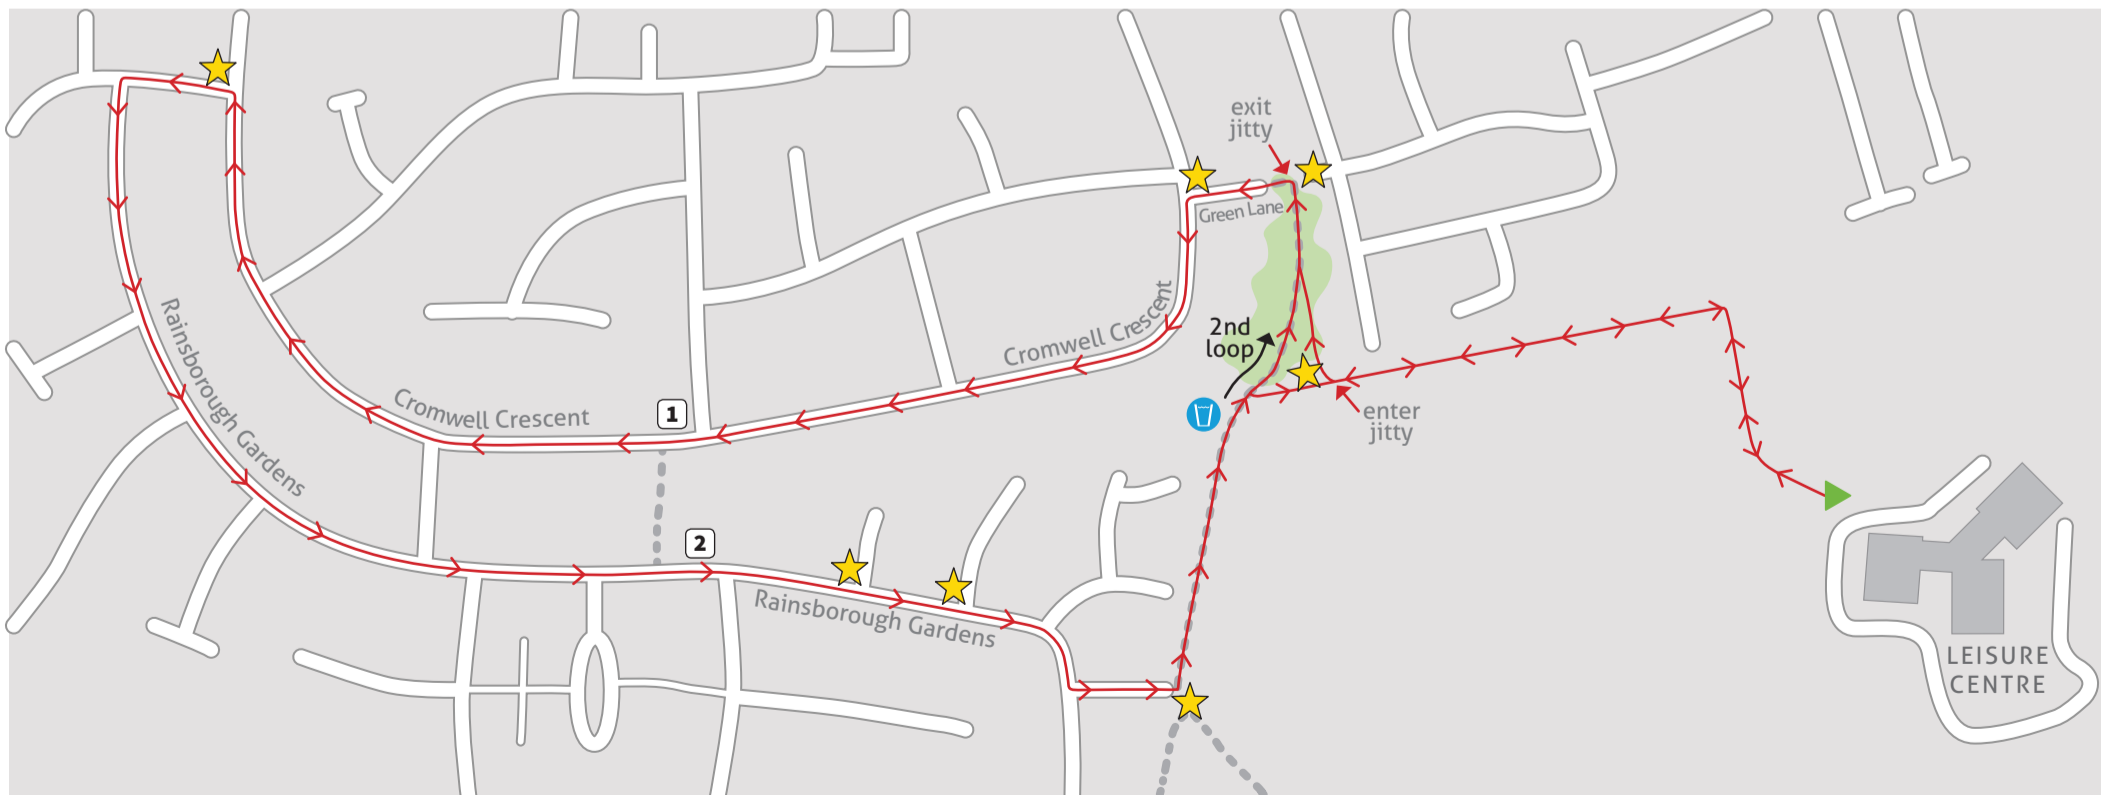 exit
jitty
Green Lane
2nd
loop
Cromwell Crescent
enter
jitty
Cromwell Crescent
1
Rainsborough Gardens
2
Rainsborough Gardens
LEISURE
CENTRE